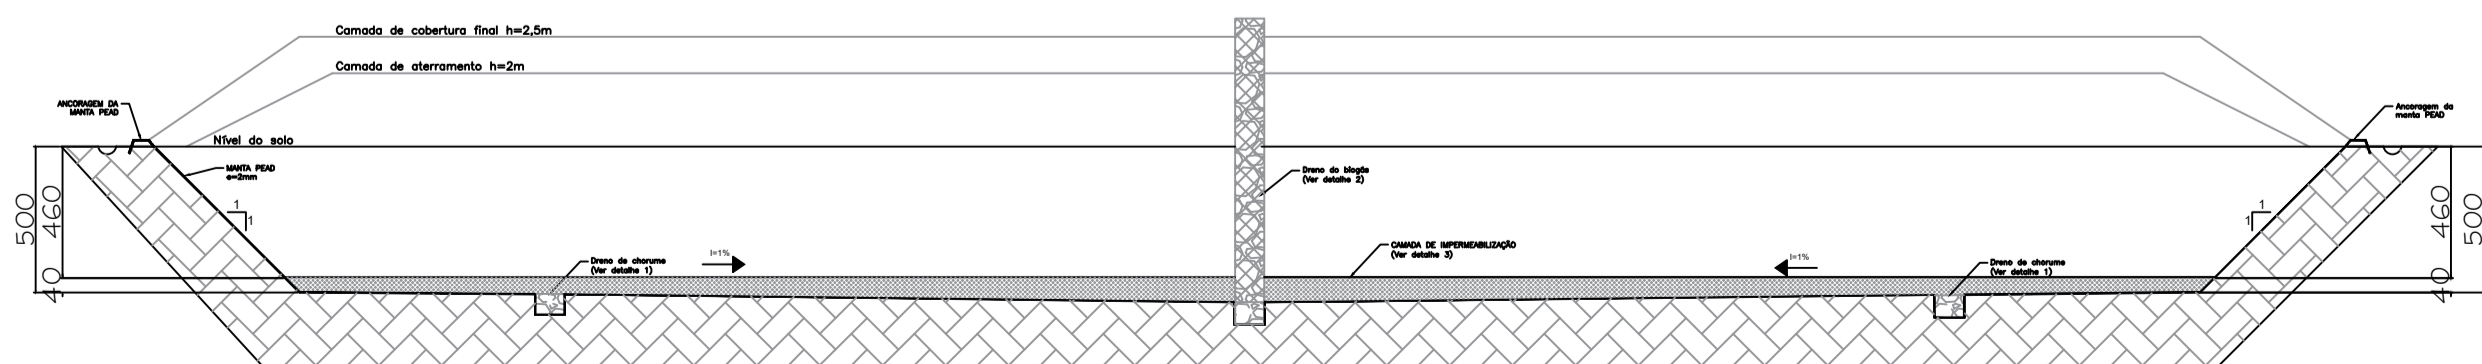 Camada de cobertura final h=2,5m
Camada de aterramento h=2m
ANCORAGEM DA
MANTA PEAD
Ancoragem da
manta PEAD
Nível do solo
MANTA PEAD
e=2mm
Dreno do biogás
(Ver detalhe 2)
1
1
1
1
500
460
40
460
500
40
I=1%
CAMADA DE IMPERMEABILIZAÇÃO
(Ver detalhe 3)
I=1%
Dreno de chorume
(Ver detalhe 1)
Dreno de chorume
(Ver detalhe 1)